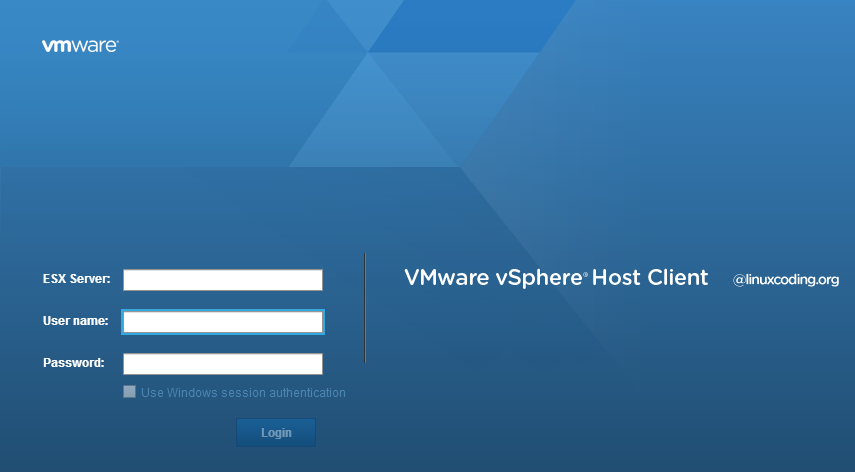 vmware
ESX Server:
VMware vSphere® Host Client @linuxcoding.org
User name:
Password:
Use Windows session authentication
Login